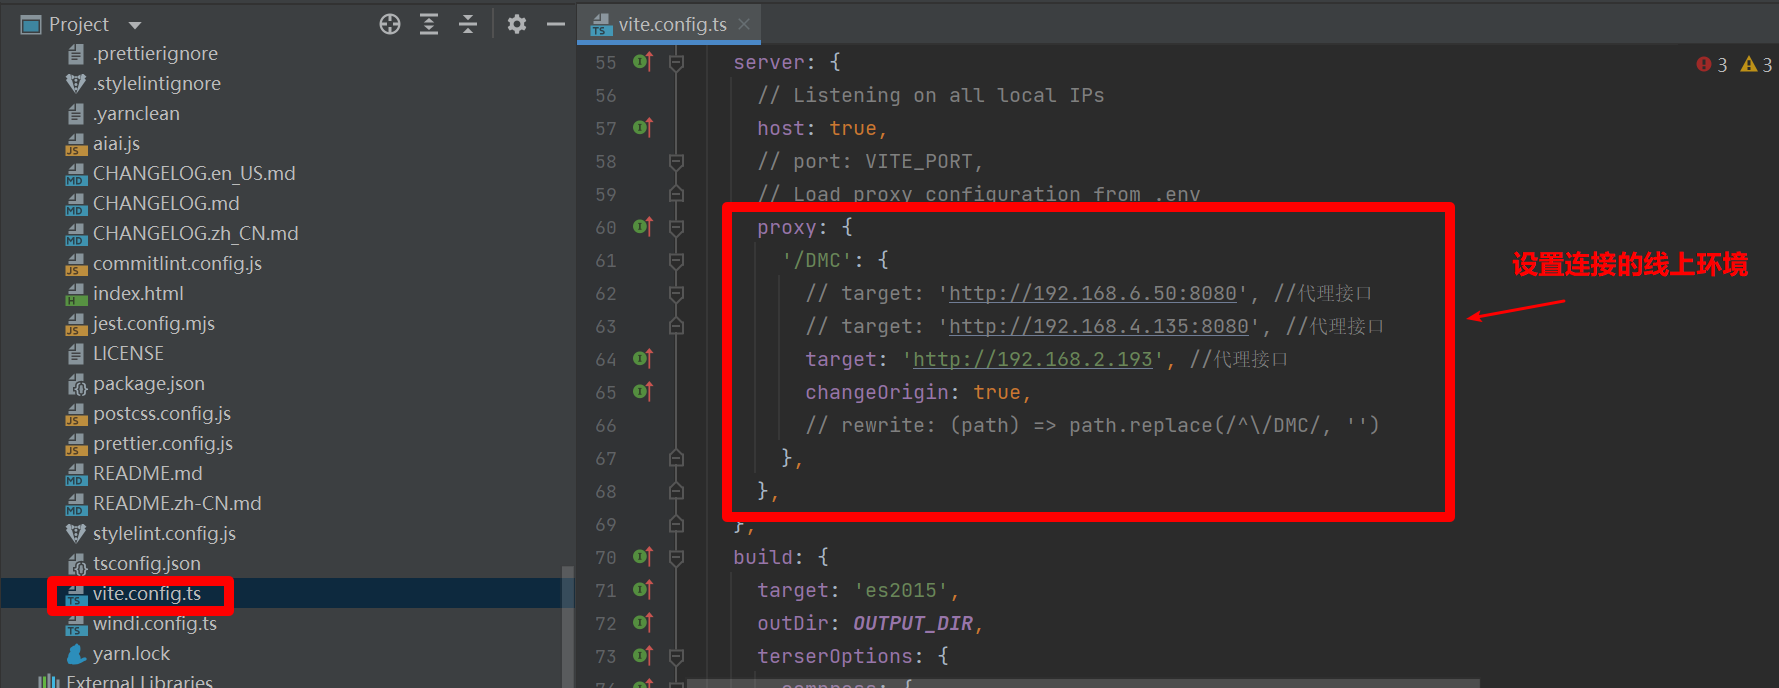 Project
.prettierignore
.stylelintignore
.yarnclean
aiai.js
CHANGELOG.en_US.md
CHANGELOG.md
CHANGELOG.zh_CN.md
commitlint.config.js
index.html
jest.config.mjs
LICENSE
package.json
postcss.config.js
prettier.config.js
README.md
README.zh-CN.md
stylelint.config.js
tsconfig.json
vite.config.ts
windi.config.ts
yarn.lock
External Libraries
vite.config.ts
3 3
55 server: {
56 // Listening on all local IPs
57 host: true,
58 // port: VITE_PORT,
59 // Load proxy configuration from .env
60 proxy: {
61 '/DMC': {
62 // target: 'http://192.168.6.50:8080', //代理接口
63 // target: 'http://192.168.4.135:8080', //代理接口
64 target: 'http://192.168.2.193', //代理接口
65 changeOrigin: true,
66 // rewrite: (path) => path.replace(/^\/DMC/, '')
67 },
68 },
69 },
70 build: {
71 target: 'es2015',
72 outDir: OUTPUT_DIR,
73 terserOptions: {
74 compress: {
设置连接的线上环境